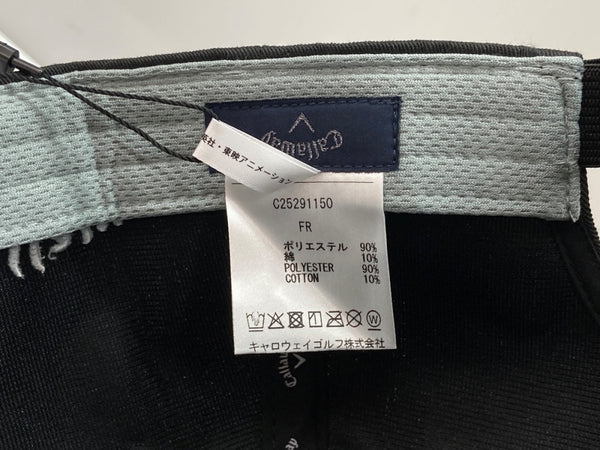 Callaway
英社・東映アニメーション
C25291150
FR
ポリエステル 90%
綿 10%
POLYESTER 90%
COTTON 10%
W
キャロウェイゴルフ株式会社
Callaway